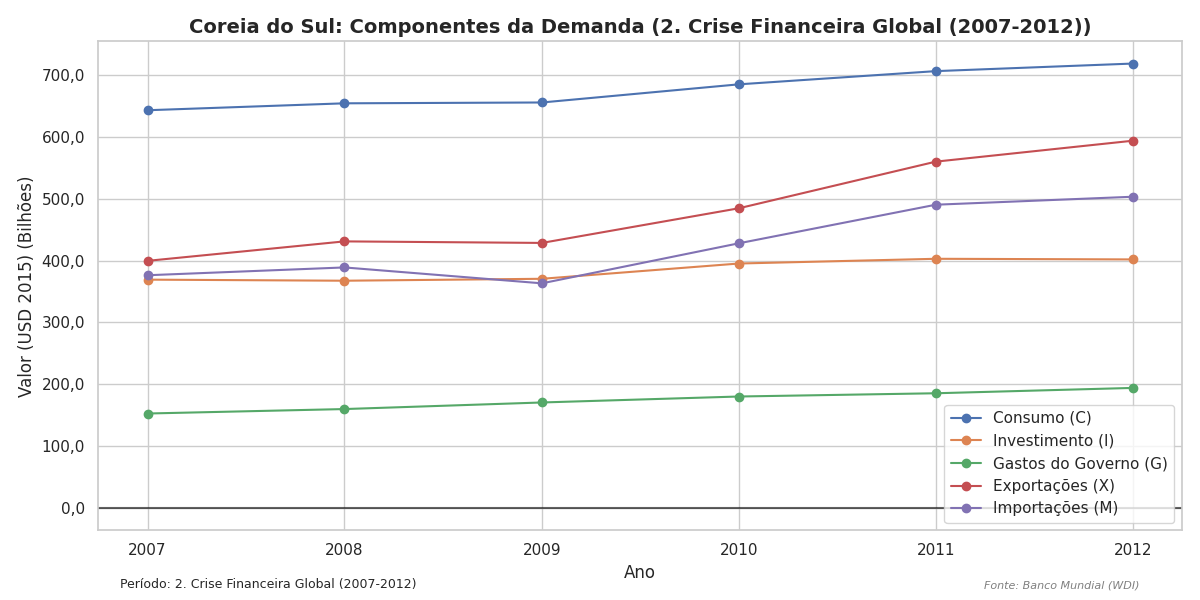 Coreia do Sul: Componentes da Demanda (2. Crise Financeira Global (2007-2012))
Valor (USD 2015) (Bilhões)
700,0
600,0
500,0
400,0
300,0
200,0
100,0
0,0
Consumo (C)
Investimento (I)
Gastos do Governo (G)
Exportações (X)
Importações (M)
2007 2008 2009 2010 2011 2012
Ano
Período: 2. Crise Financeira Global (2007-2012)
Fonte: Banco Mundial (WDI)